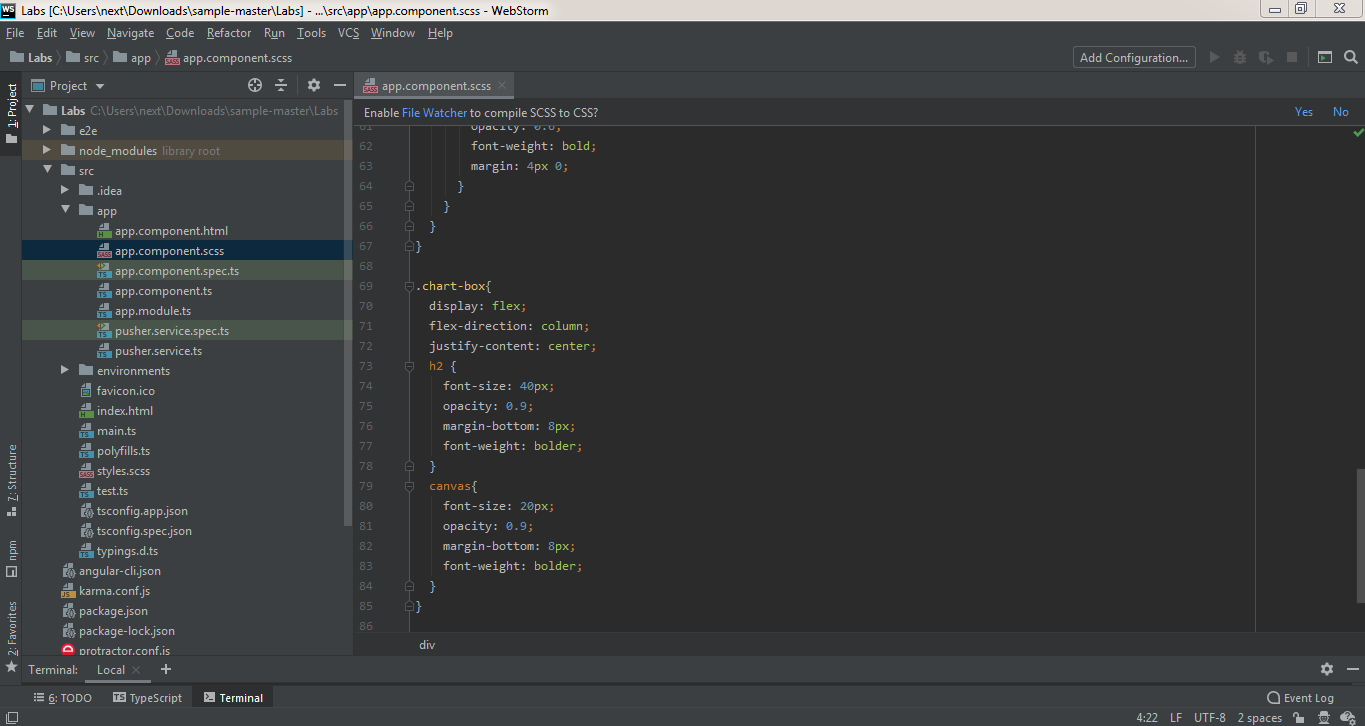 WS Labs [C:\Users\next\Downloads\sample-master\Labs] - ...\src\app\app.component.scss - WebStorm
File Edit View Navigate Code Refactor Run Tools VCS Window Help
Labs src app app.component.scss Add Configuration...
1: Project
Project
app.component.scss
Labs C:\Users\next\Downloads\sample-master\Labs
e2e
node_modules library root
src
.idea
app
app.component.html
app.component.scss
app.component.spec.ts
app.component.ts
app.module.ts
pusher.service.spec.ts
pusher.service.ts
environments
favicon.ico
index.html
main.ts
polyfills.ts
styles.scss
test.ts
tsconfig.app.json
tsconfig.spec.json
typings.d.ts
angular-cli.json
karma.conf.js
package.json
package-lock.json
protractor.conf.js
7: Structure
npm
2: Favorites
Enable File Watcher to compile SCSS to CSS? Yes No
61 opacity: 0.6;
62 font-weight: bold;
63 margin: 4px 0;
64 }
65 }
66 }
67 }
68
69 .chart-box{
70 display: flex;
71 flex-direction: column;
72 justify-content: center;
73 h2 {
74 font-size: 40px;
75 opacity: 0.9;
76 margin-bottom: 8px;
77 font-weight: bolder;
78 }
79 canvas{
80 font-size: 20px;
81 opacity: 0.9;
82 margin-bottom: 8px;
83 font-weight: bolder;
84 }
85 }
86
div
Terminal: Local
6: TODO TS TypeScript Terminal Event Log
4:22 LF UTF-8 2 spaces